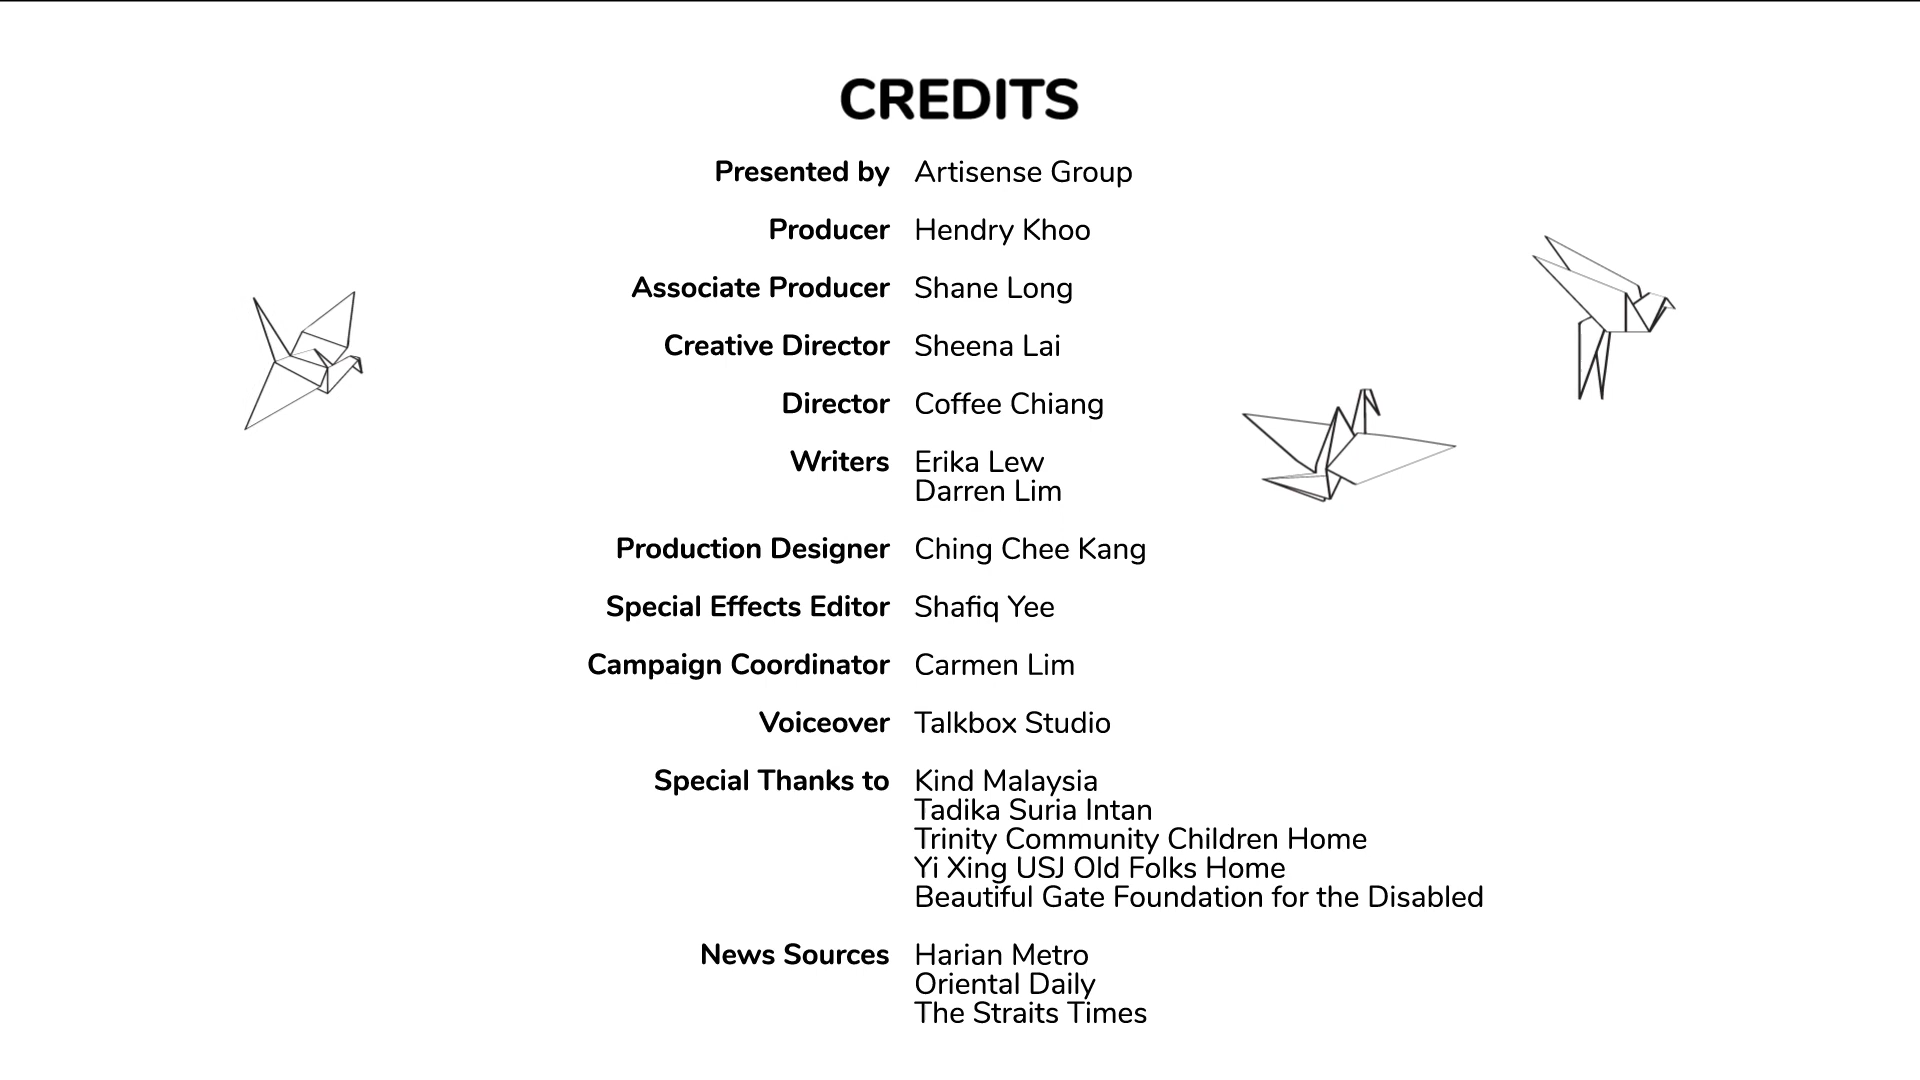 CREDITS
Presented by Artisense Group
Producer Hendry Khoo
Associate Producer Shane Long
Creative Director Sheena Lai
Director Coffee Chiang
Writers Erika Lew
Darren Lim
Production Designer Ching Chee Kang
Special Effects Editor Shafiq Yee
Campaign Coordinator Carmen Lim
Voiceover Talkbox Studio
Special Thanks to Kind Malaysia
Tadika Suria Intan
Trinity Community Children Home
Yi Xing USJ Old Folks Home
Beautiful Gate Foundation for the Disabled
News Sources Harian Metro
Oriental Daily
The Straits Times